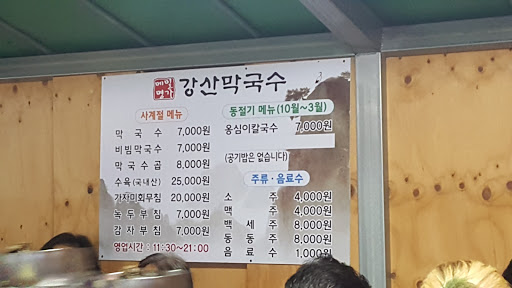 메밀명가 강산막국수
사계절 메뉴
막국수 7,000원
비빔막국수 7,000원
막국수곱 8,000원
수육(국내산) 25,000원
가자미회무침 20,000원
녹두부침 7,000원
감자부침 7,000원
영업시간 : 11:30~21:00
동절기 메뉴(10월~3월)
옹심이칼국수 7,000원
(공기밥은 없습니다)
주류 · 음료수
소주 4,000원
맥주 4,000원
백세주 8,000원
동동주 8,000원
음료수 1,000원